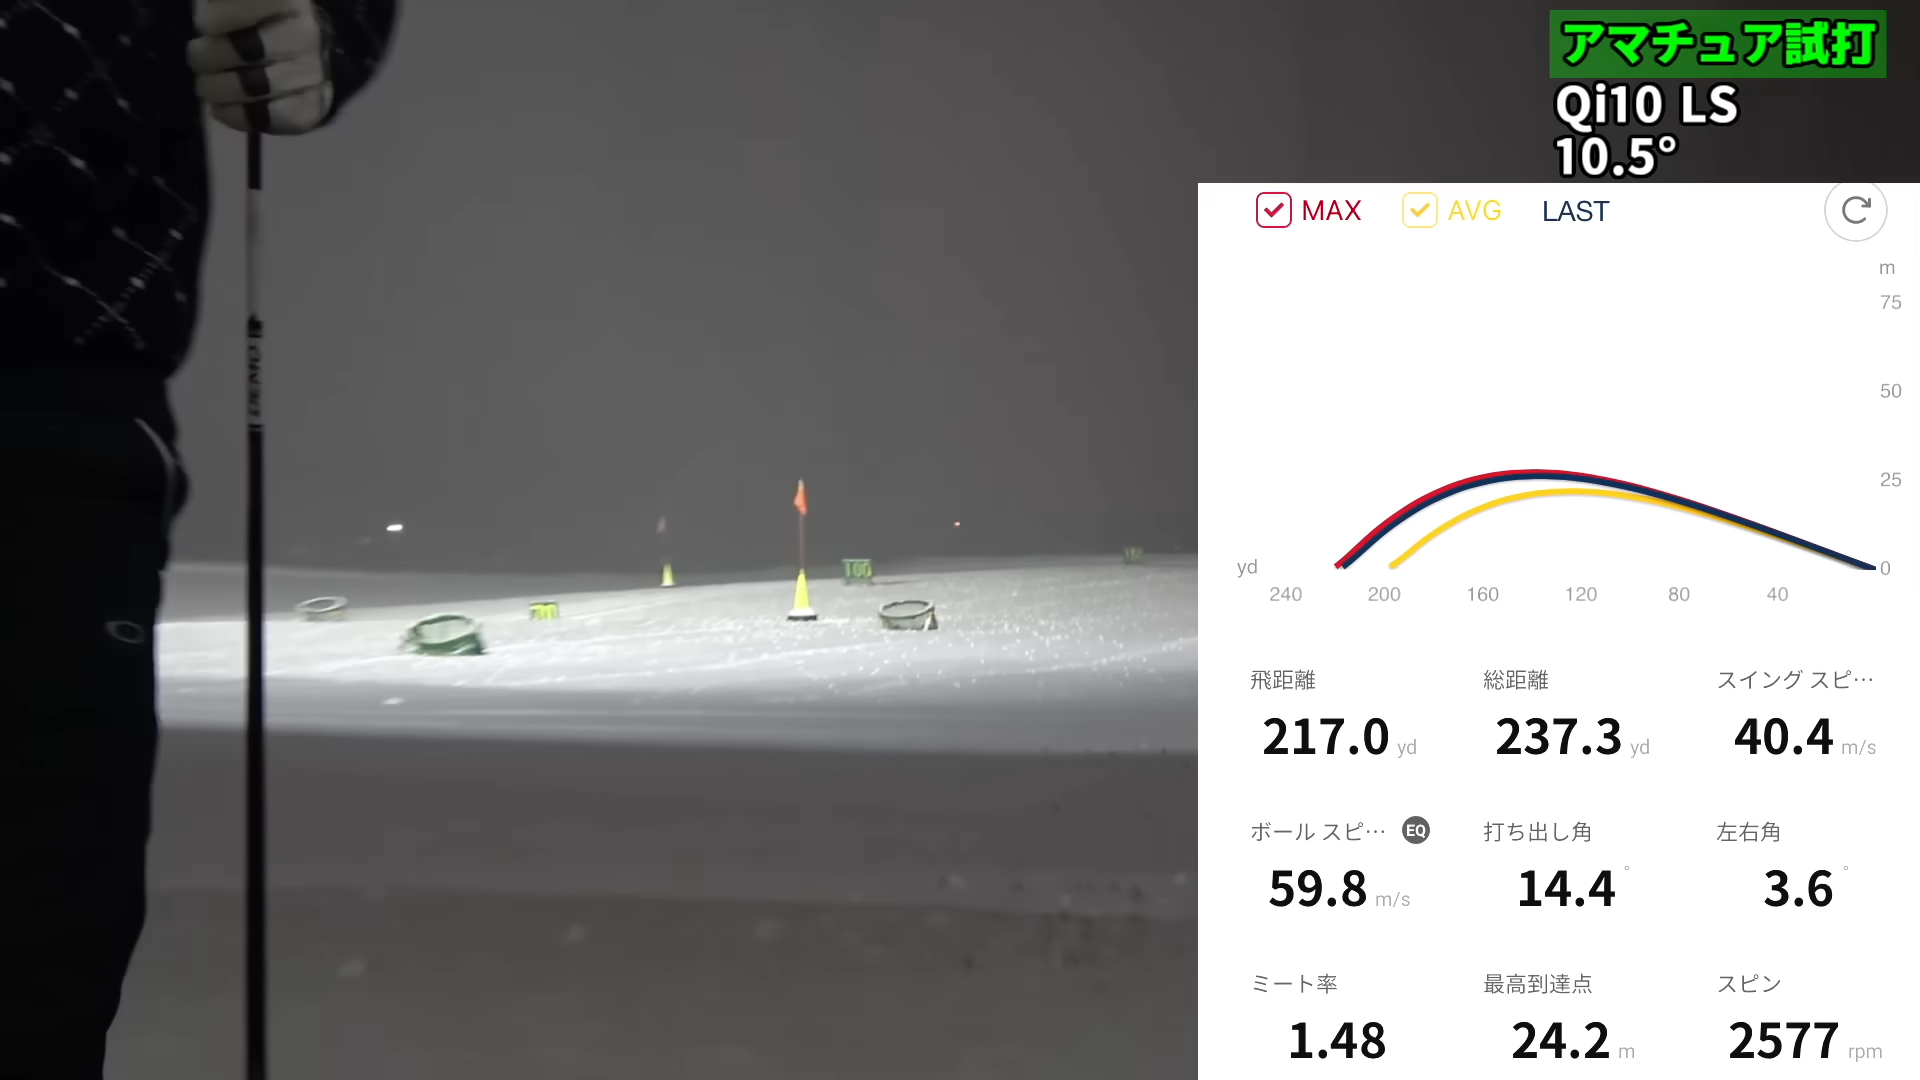 アマチュア試打
Qi10 LS
10.5°
MAX AVG LAST
m
75
50
25
0
yd
240 200 160 120 80 40
飛距離 総距離 スイング スピ…
217.0 yd 237.3 yd 40.4 m/s
ボール スピ… EQ 打ち出し角 左右角
59.8 m/s 14.4 ° 3.6 °
ミート率 最高到達点 スピン
1.48 24.2 m 2577 rpm
DEMO
100